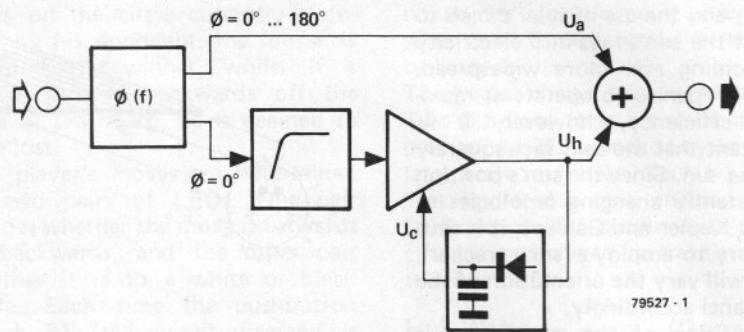 Ø = 0° ... 180°
Ua
Ø (f)
+
Uh
Ø = 0°
Uc
79527 - 1